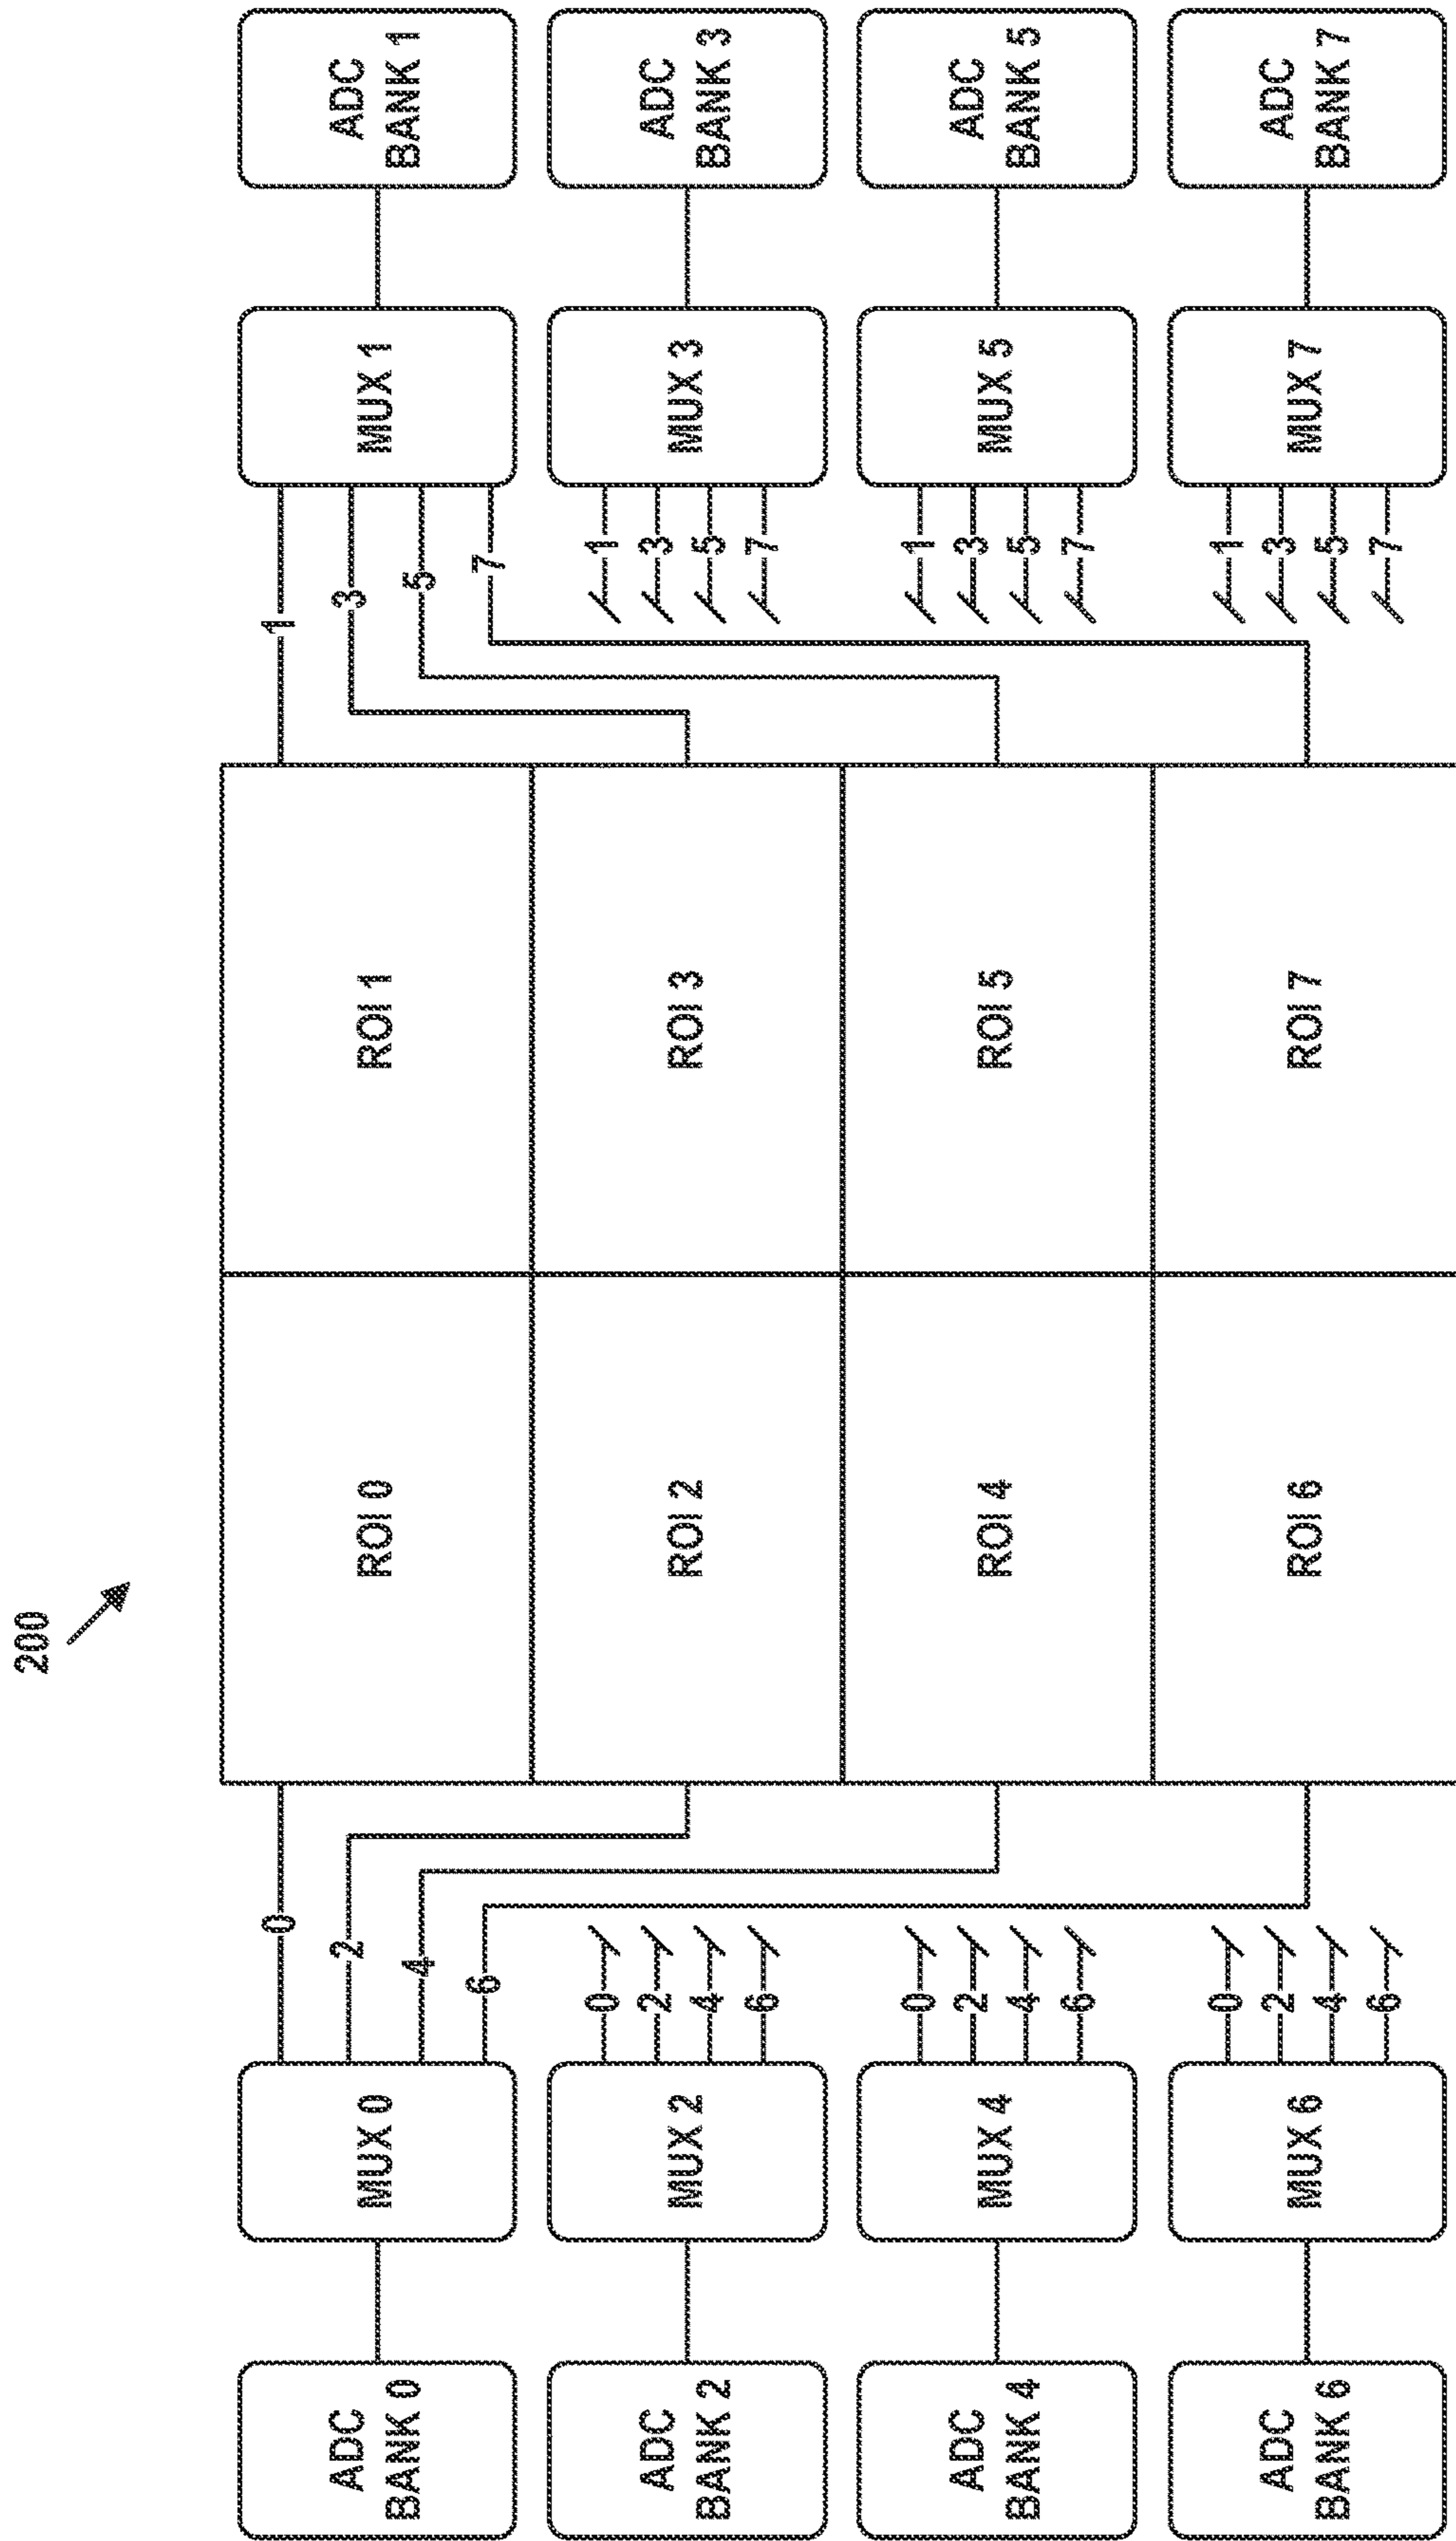 200
ADC
BANK 0
MUX 0
0
2
4
6
ROI 0
ROI 1
1
3
5
7
MUX 1
ADC
BANK 1
ADC
BANK 2
MUX 2
0
2
4
6
ROI 2
ROI 3
1
3
5
7
MUX 3
ADC
BANK 3
ADC
BANK 4
MUX 4
0
2
4
6
ROI 4
ROI 5
1
3
5
7
MUX 5
ADC
BANK 5
ADC
BANK 6
MUX 6
0
2
4
6
ROI 6
ROI 7
1
3
5
7
MUX 7
ADC
BANK 7